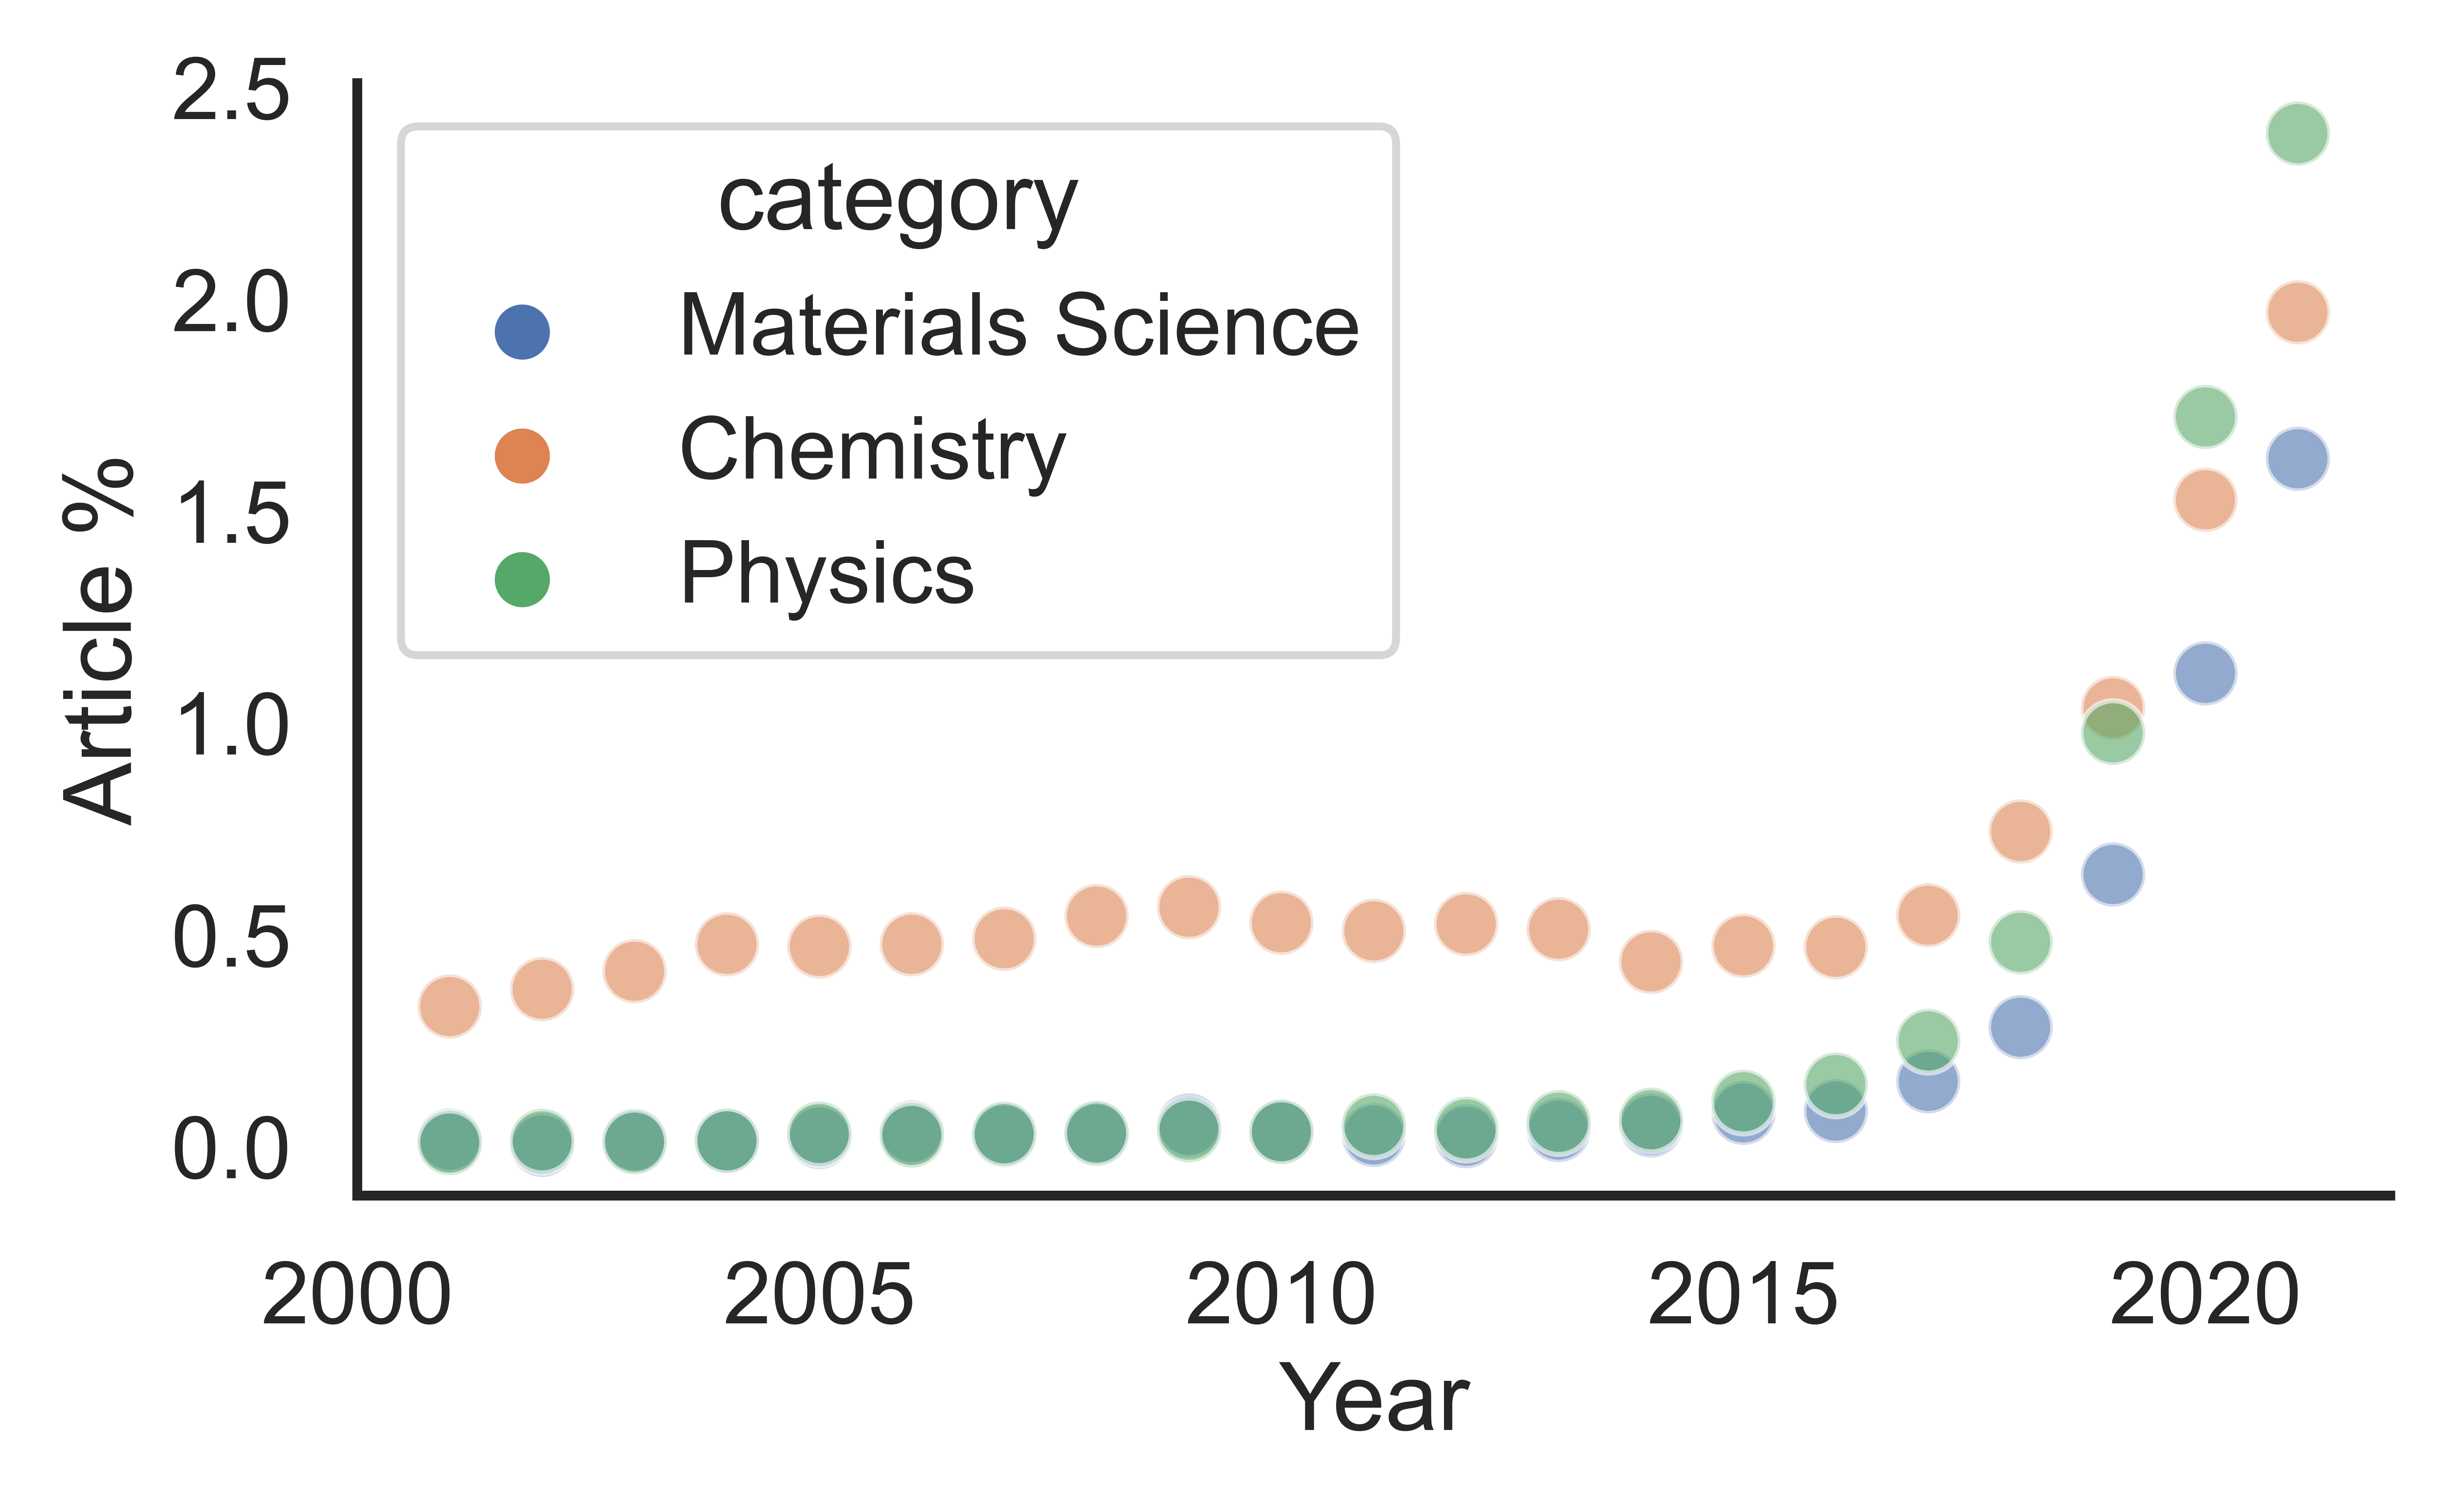 2.5
2.0
1.5
1.0
0.5
0.0
Article %
category
Materials Science
Chemistry
Physics
2000 2005 2010 2015 2020
Year